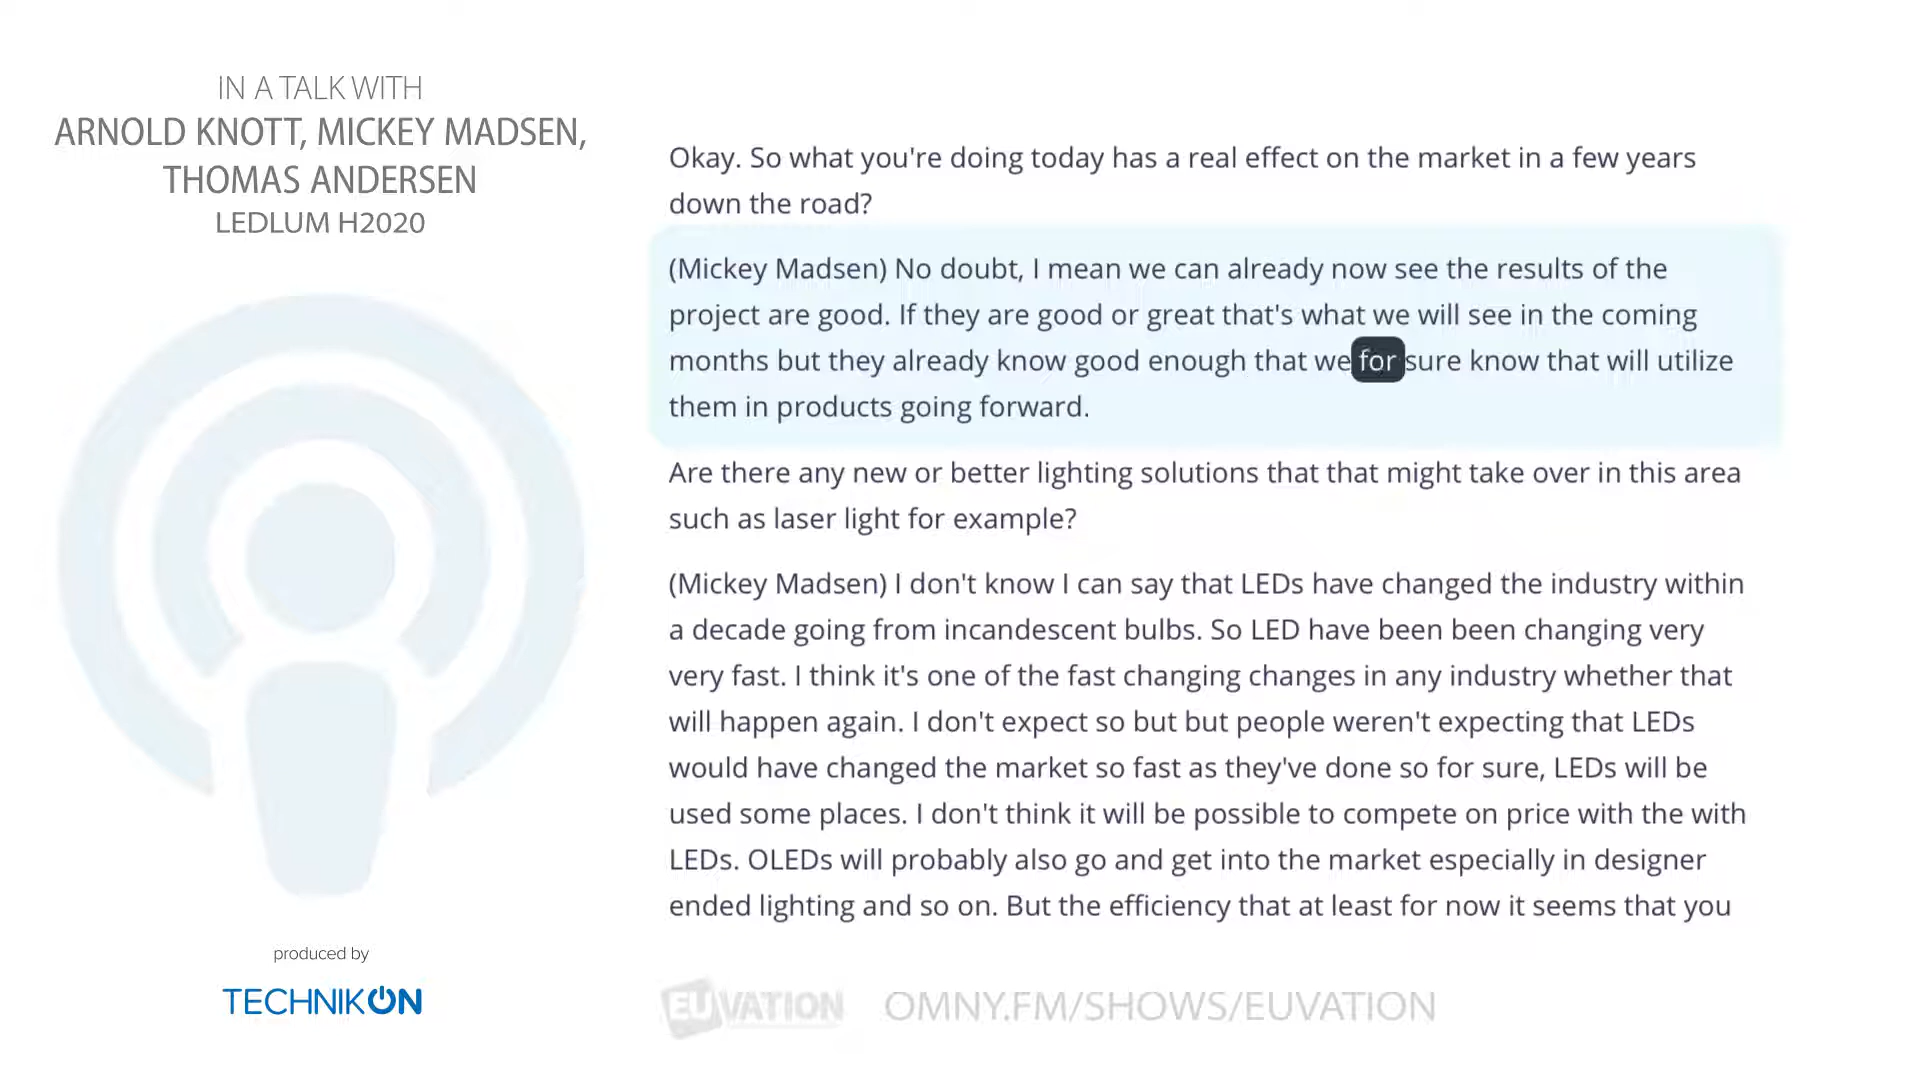 IN A TALK WITH
ARNOLD KNOTT, MICKEY MADSEN,
THOMAS ANDERSEN
LEDLUM H2020
Okay. So what you're doing today has a real effect on the market in a few years
down the road?
(Mickey Madsen) No doubt, I mean we can already now see the results of the
project are good. If they are good or great that's what we will see in the coming
months but they already know good enough that we for sure know that will utilize
them in products going forward.
Are there any new or better lighting solutions that that might take over in this area
such as laser light for example?
(Mickey Madsen) I don't know I can say that LEDs have changed the industry within
a decade going from incandescent bulbs. So LED have been been changing very
very fast. I think it's one of the fast changing changes in any industry whether that
will happen again. I don't expect so but but people weren't expecting that LEDs
would have changed the market so fast as they've done so for sure, LEDs will be
used some places. I don't think it will be possible to compete on price with the with
LEDs. OLEDs will probably also go and get into the market especially in designer
ended lighting and so on. But the efficiency that at least for now it seems that you
produced by
TECHNIKON
EUVATION OMNY.FM/SHOWS/EUVATION